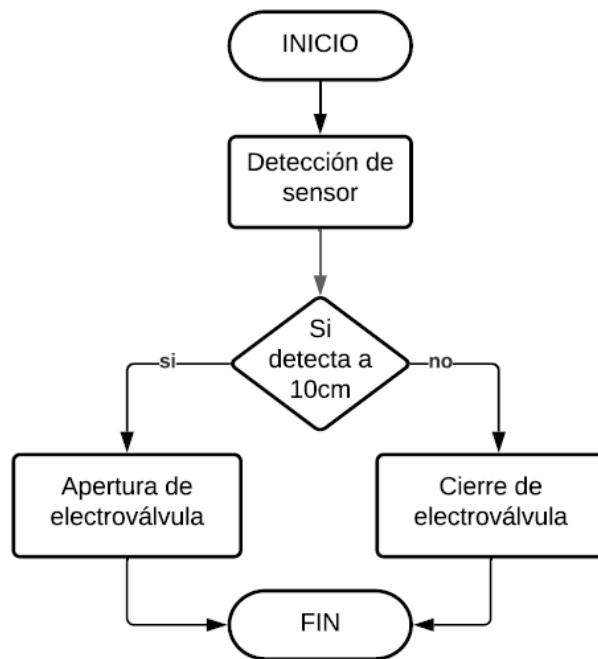 INICIO
Detección de
sensor
Si
detecta a
10cm
si
no
Apertura de
electroválvula
Cierre de
electroválvula
FIN